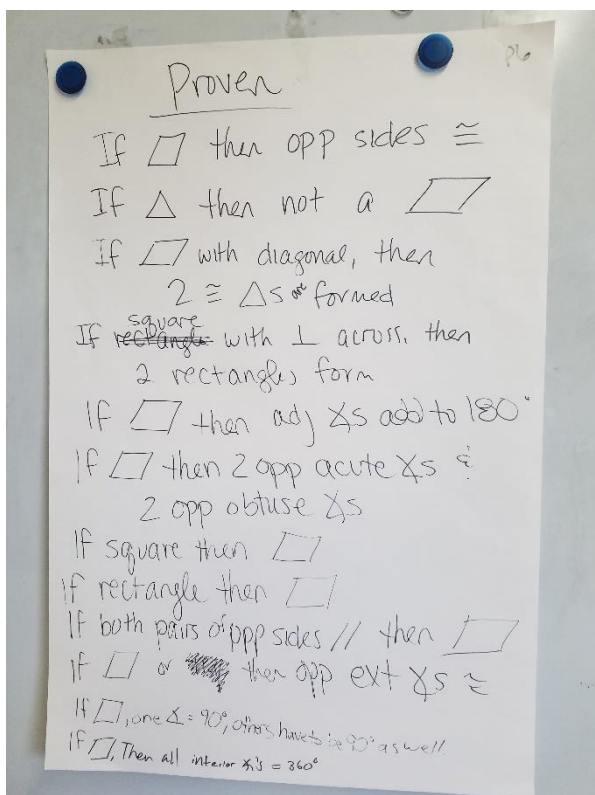 P6
Proven
If ▱ then opp sides ≅
If △ then not a ▱
If ▱ with diagonal, then
2 ≅ △s are formed
square
If rectangle with ⊥ across, then
2 rectangles form
If ▱ then adj ∡s add to 180°
If ▱ then 2 opp acute ∡s &
2 opp obtuse ∡s
If square then ▱
If rectangle then ▱
If both pairs of opp sides // then ▱
If ▱ or then opp ext ∡s ≅
If ▱, one ∡ = 90°, others have to be 90° as well.
If ▱, Then all interior ∡'s = 360°